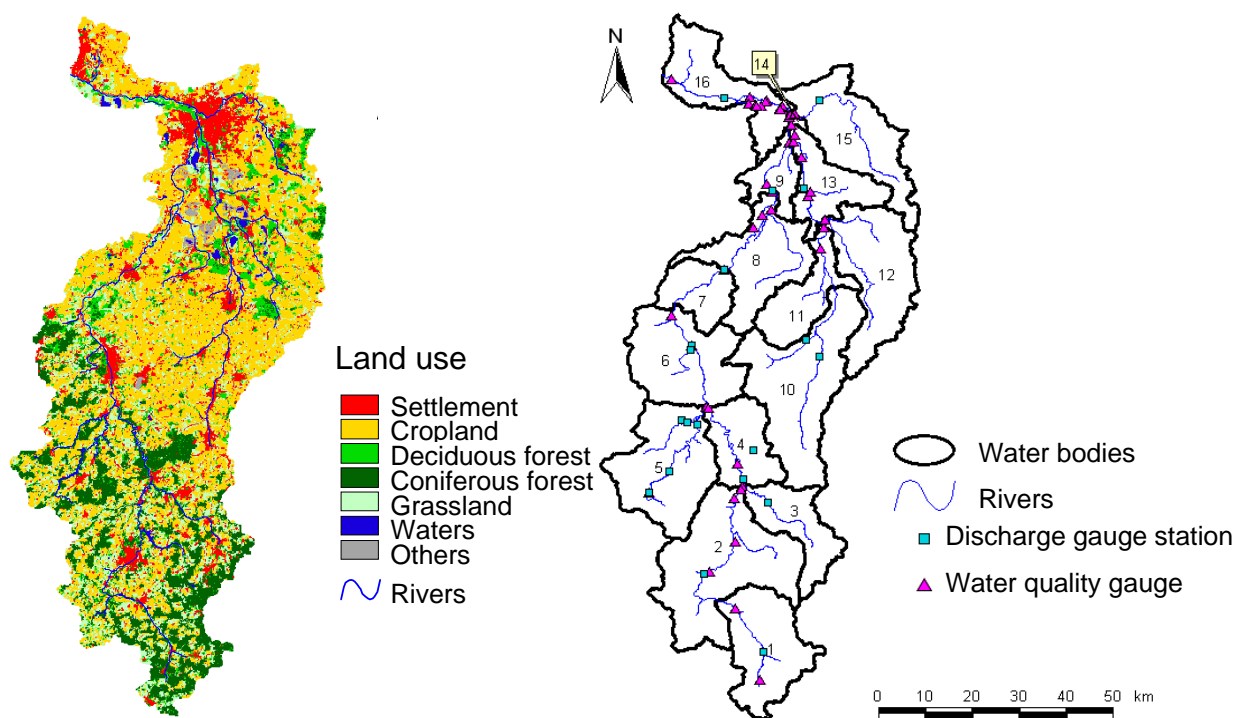 Land use
Settlement
Cropland
Deciduous forest
Coniferous forest
Grassland
Waters
Others
Rivers
N
14
16
15
9
13
8
12
7
11
6
10
4
5
3
2
1
Water bodies
Rivers
Discharge gauge station
Water quality gauge
0 10 20 30 40 50 km